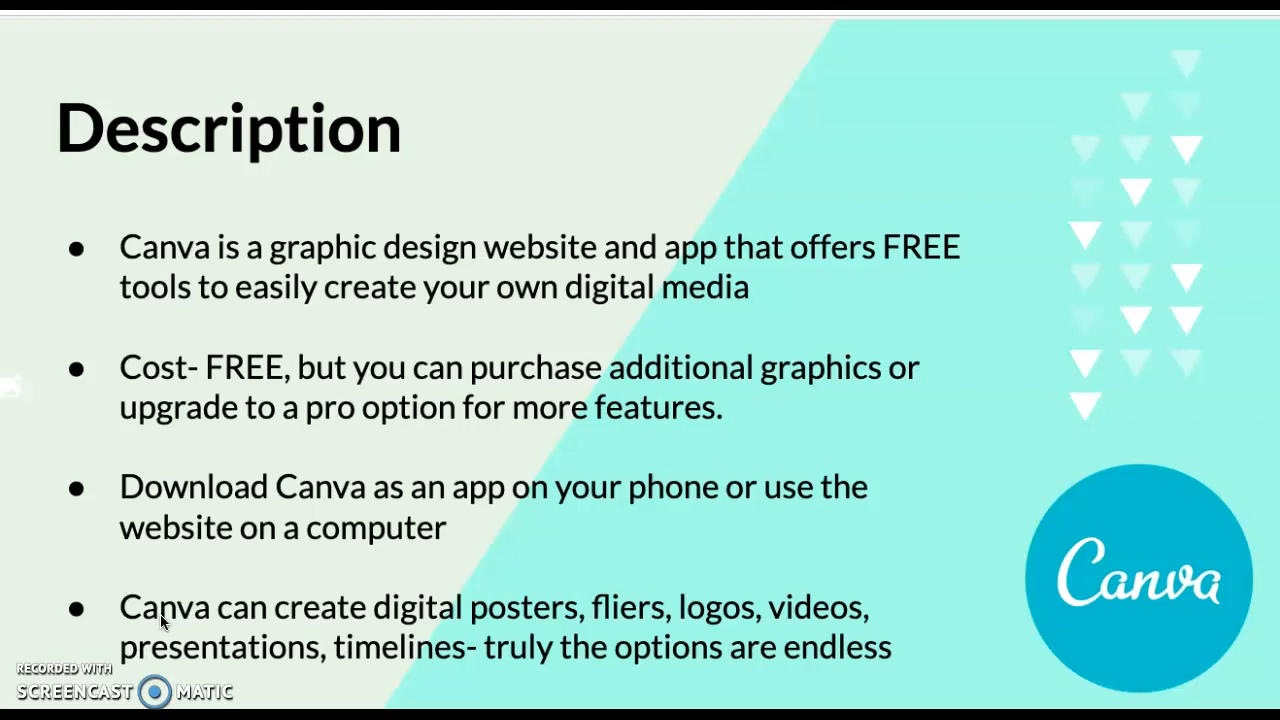 Description
● Canva is a graphic design website and app that offers FREE
tools to easily create your own digital media
● Cost- FREE, but you can purchase additional graphics or
upgrade to a pro option for more features.
● Download Canva as an app on your phone or use the
website on a computer
● Canva can create digital posters, fliers, logos, videos,
presentations, timelines- truly the options are endless
Canva
RECORDED WITH
SCREENCAST MATIC